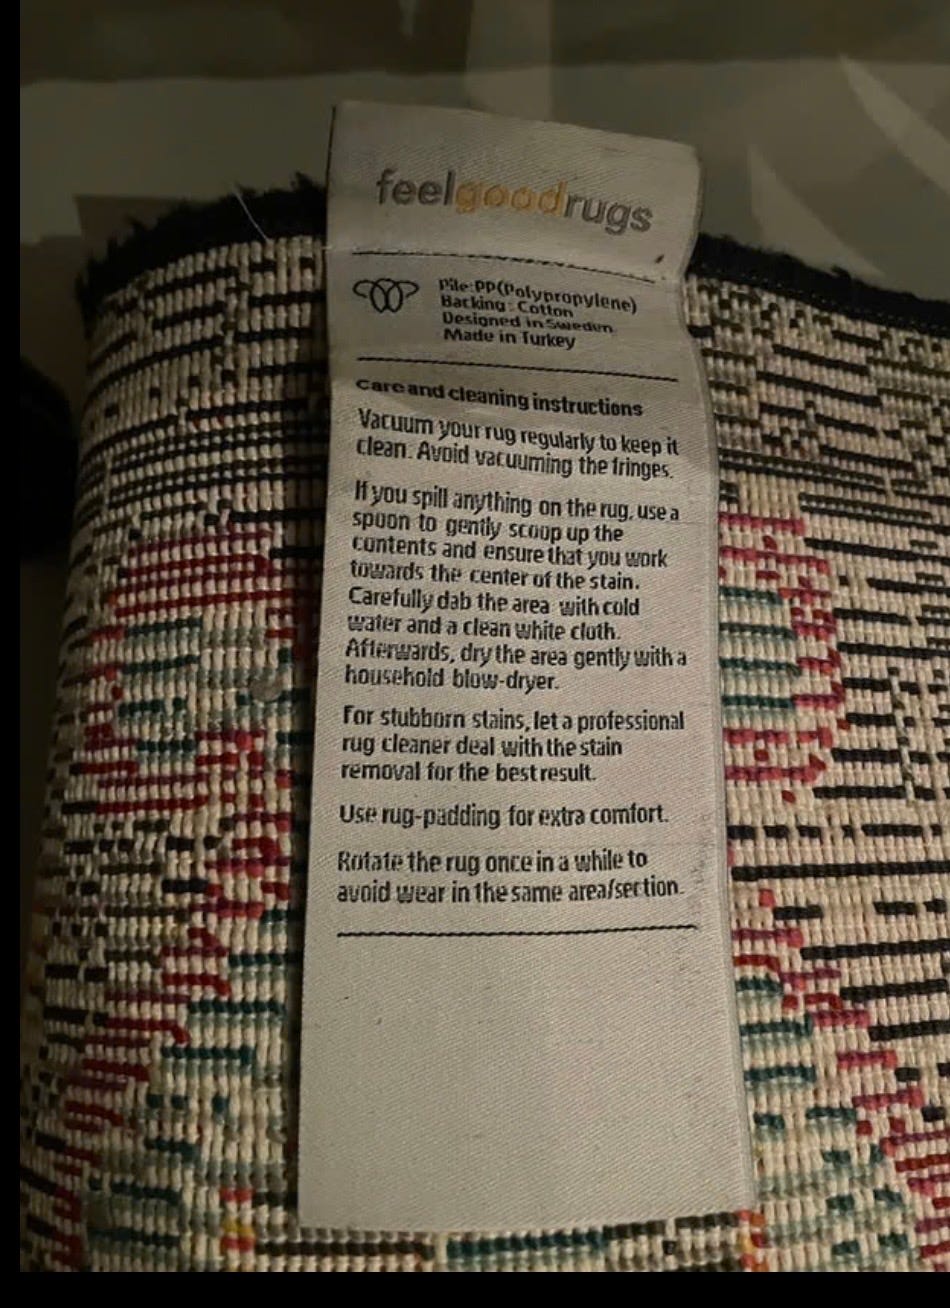 feelgoodrugs
Pile:PP(Polypropylene)
Backing : Cotton
Designed in Sweden
Made in Turkey
Care and cleaning instructions
Vacuum your rug regularly to keep it
clean. Avoid vacuuming the fringes.
If you spill anything on the rug, use a
spoon to gently scoop up the
contents and ensure that you work
towards the center of the stain.
Carefully dab the area with cold
water and a clean white cloth.
Afterwards, dry the area gently with a
household blow-dryer.
For stubborn stains, let a professional
rug cleaner deal with the stain
removal for the best result.
Use rug-padding for extra comfort.
Rotate the rug once in a while to
avoid wear in the same area/section.